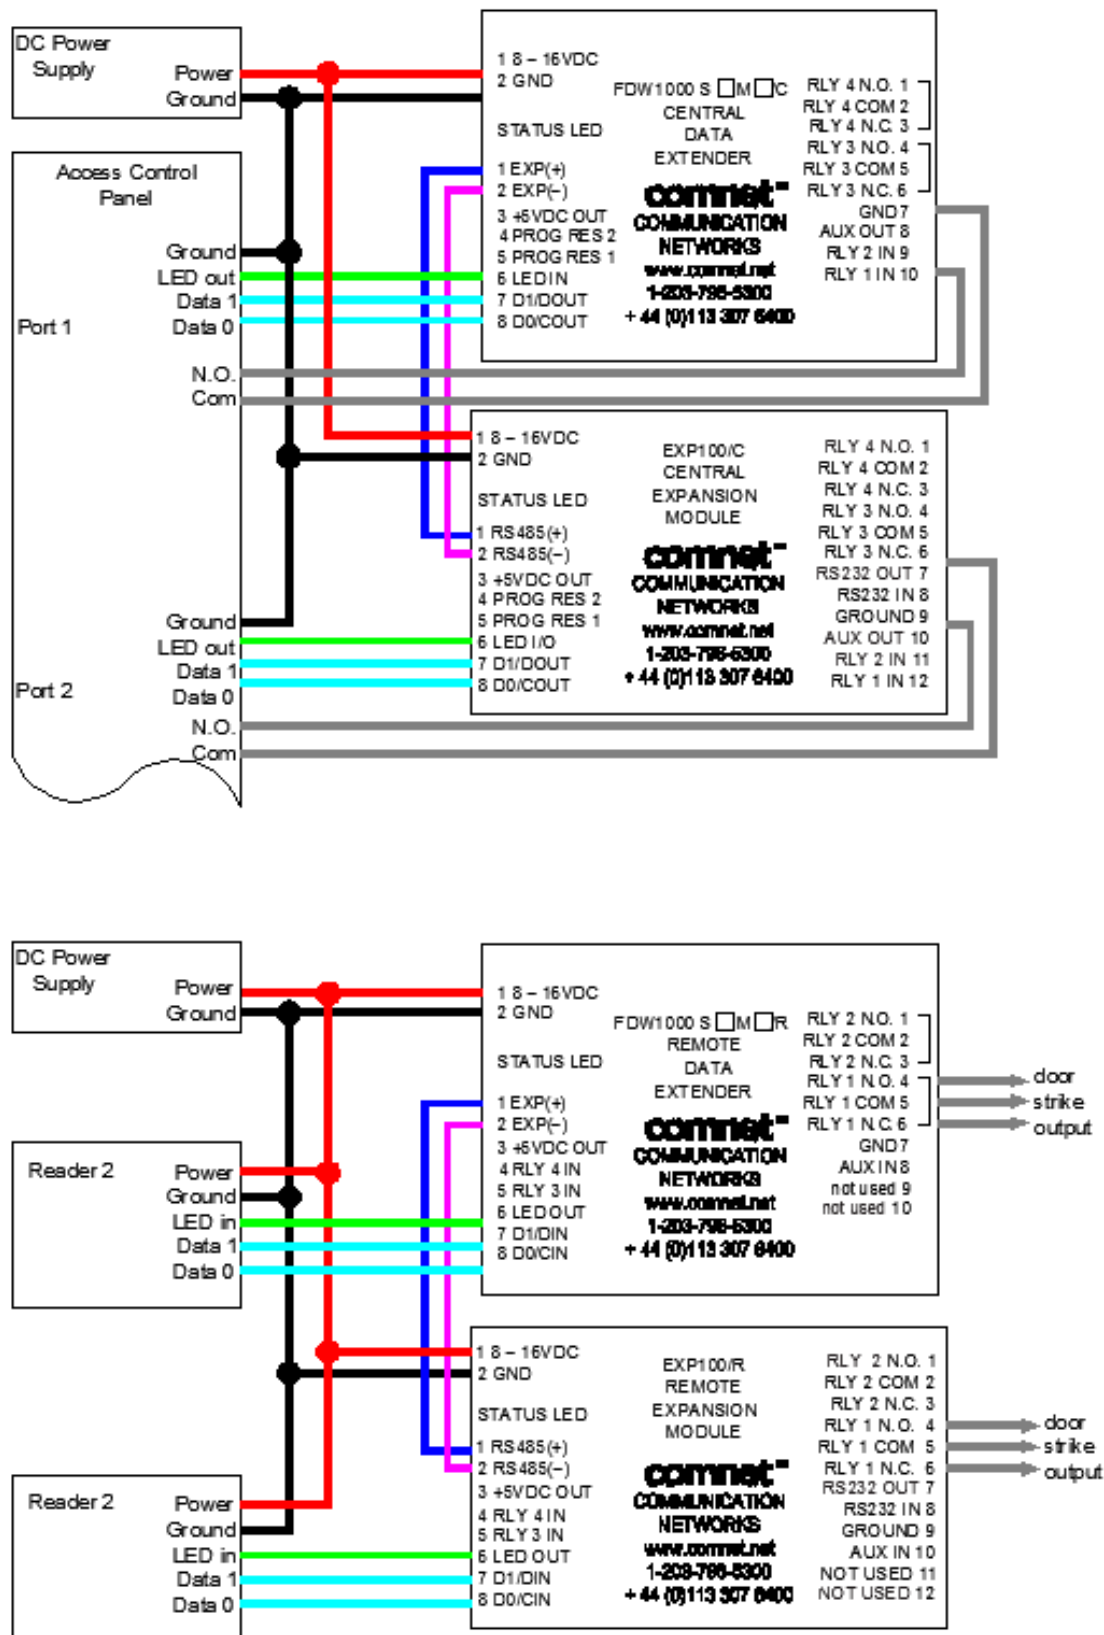 DC Power
Supply
Power
Ground
1 8 – 16VDC
2 GND
STATUS LED
1 EXP(+)
2 EXP(–)
3 +5VDC OUT
4 PROG RES 2
5 PROG RES 1
6 LED IN
7 D1/DOUT
8 D0/COUT
FDW1000 S □M □/C
CENTRAL
DATA
EXTENDER
comnet™
COMMUNICATION
NETWORKS
www.comnet.net
1-203-796-5300
+ 44 (0)113 307 6400
RLY 4 N.O. 1
RLY 4 COM 2
RLY 4 N.C. 3
RLY 3 N.O. 4
RLY 3 COM 5
RLY 3 N.C. 6
GND 7
AUX OUT 8
RLY 2 IN 9
RLY 1 IN 10
Access Control
Panel
Ground
LED out
Data 1
Port 1
Data 0
N.O.
Com
1 8 – 16VDC
2 GND
STATUS LED
1 RS485(+)
2 RS485(–)
3 +5VDC OUT
4 PROG RES 2
5 PROG RES 1
6 LED I/O
7 D1/DOUT
8 D0/COUT
EXP100/C
CENTRAL
EXPANSION
MODULE
comnet™
COMMUNICATION
NETWORKS
www.comnet.net
1-203-796-5300
+ 44 (0)113 307 6400
RLY 4 N.O. 1
RLY 4 COM 2
RLY 4 N.C. 3
RLY 3 N.O. 4
RLY 3 COM 5
RLY 3 N.C. 6
RS232 OUT 7
RS232 IN 8
GROUND 9
AUX OUT 10
RLY 2 IN 11
RLY 1 IN 12
Ground
LED out
Data 1
Port 2
Data 0
N.O.
Com
DC Power
Supply
Power
Ground
1 8 – 16VDC
2 GND
STATUS LED
1 EXP(+)
2 EXP(–)
3 +5VDC OUT
4 RLY 4 IN
5 RLY 3 IN
6 LED OUT
7 D1/DIN
8 D0/CIN
FDW1000 S □M □/R
REMOTE
DATA
EXTENDER
comnet™
COMMUNICATION
NETWORKS
www.comnet.net
1-203-796-5300
+ 44 (0)113 307 6400
RLY 2 N.O. 1
RLY 2 COM 2
RLY 2 N.C. 3
RLY 1 N.O. 4
RLY 1 COM 5
RLY 1 N.C. 6
GND 7
AUX IN 8
not used 9
not used 10
door
strike
output
Reader 2
Power
Ground
LED in
Data 1
Data 0
1 8 – 16VDC
2 GND
STATUS LED
1 RS485(+)
2 RS485(–)
3 +5VDC OUT
4 RLY 4 IN
5 RLY 3 IN
6 LED OUT
7 D1/DIN
8 D0/CIN
EXP100/R
REMOTE
EXPANSION
MODULE
comnet™
COMMUNICATION
NETWORKS
www.comnet.net
1-203-796-5300
+ 44 (0)113 307 6400
RLY 2 N.O. 1
RLY 2 COM 2
RLY 2 N.C. 3
RLY 1 N.O. 4
RLY 1 COM 5
RLY 1 N.C. 6
RS232 OUT 7
RS232 IN 8
GROUND 9
AUX IN 10
NOT USED 11
NOT USED 12
door
strike
output
Reader 2
Power
Ground
LED in
Data 1
Data 0